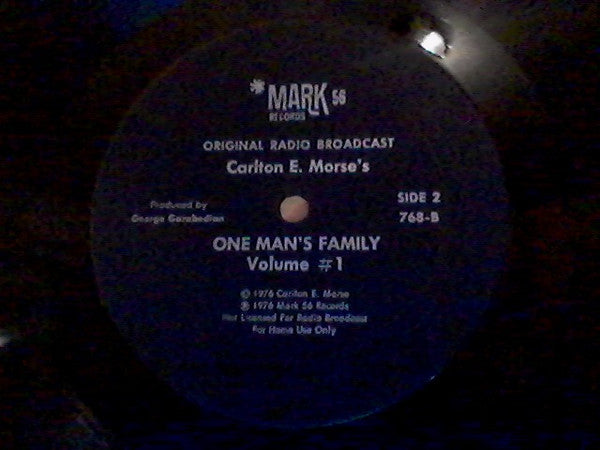 *MARK 56
RECORDS
ORIGINAL RADIO BROADCAST
Carlton E. Morse's
Produced by
George Garabedian
SIDE 2
768-B
ONE MAN'S FAMILY
Volume #1
© 1976 Carlton E. Morse
℗ 1976 Mark 56 Records
Not Licensed For Radio Broadcast
For Home Use Only